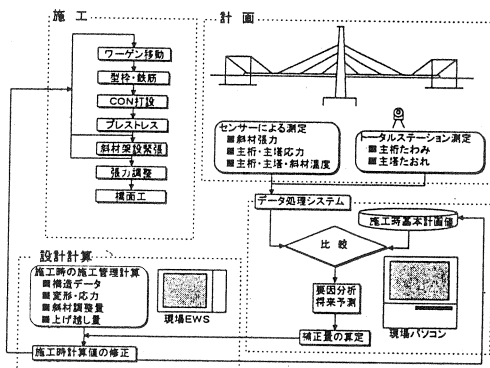 施工
ワーゲン移動
型枠・鉄筋
CON打設
プレストレス
斜材架設緊張
張力調整
橋面工
計画
センサーによる測定
■斜材張力
■主桁・主塔応力
■主桁・主塔・斜材温度
トータルステーション測定
■主桁たわみ
■主塔たおれ
データ処理システム
施工時基本計画値
比較
要因分析
将来予測
補正量の算定
現場パソコン
設計計算
施工時の施工管理計算
■構造データ
■変形・応力
■斜材調整量
■上げ越し量
現場EWS
施工時計算値の修正